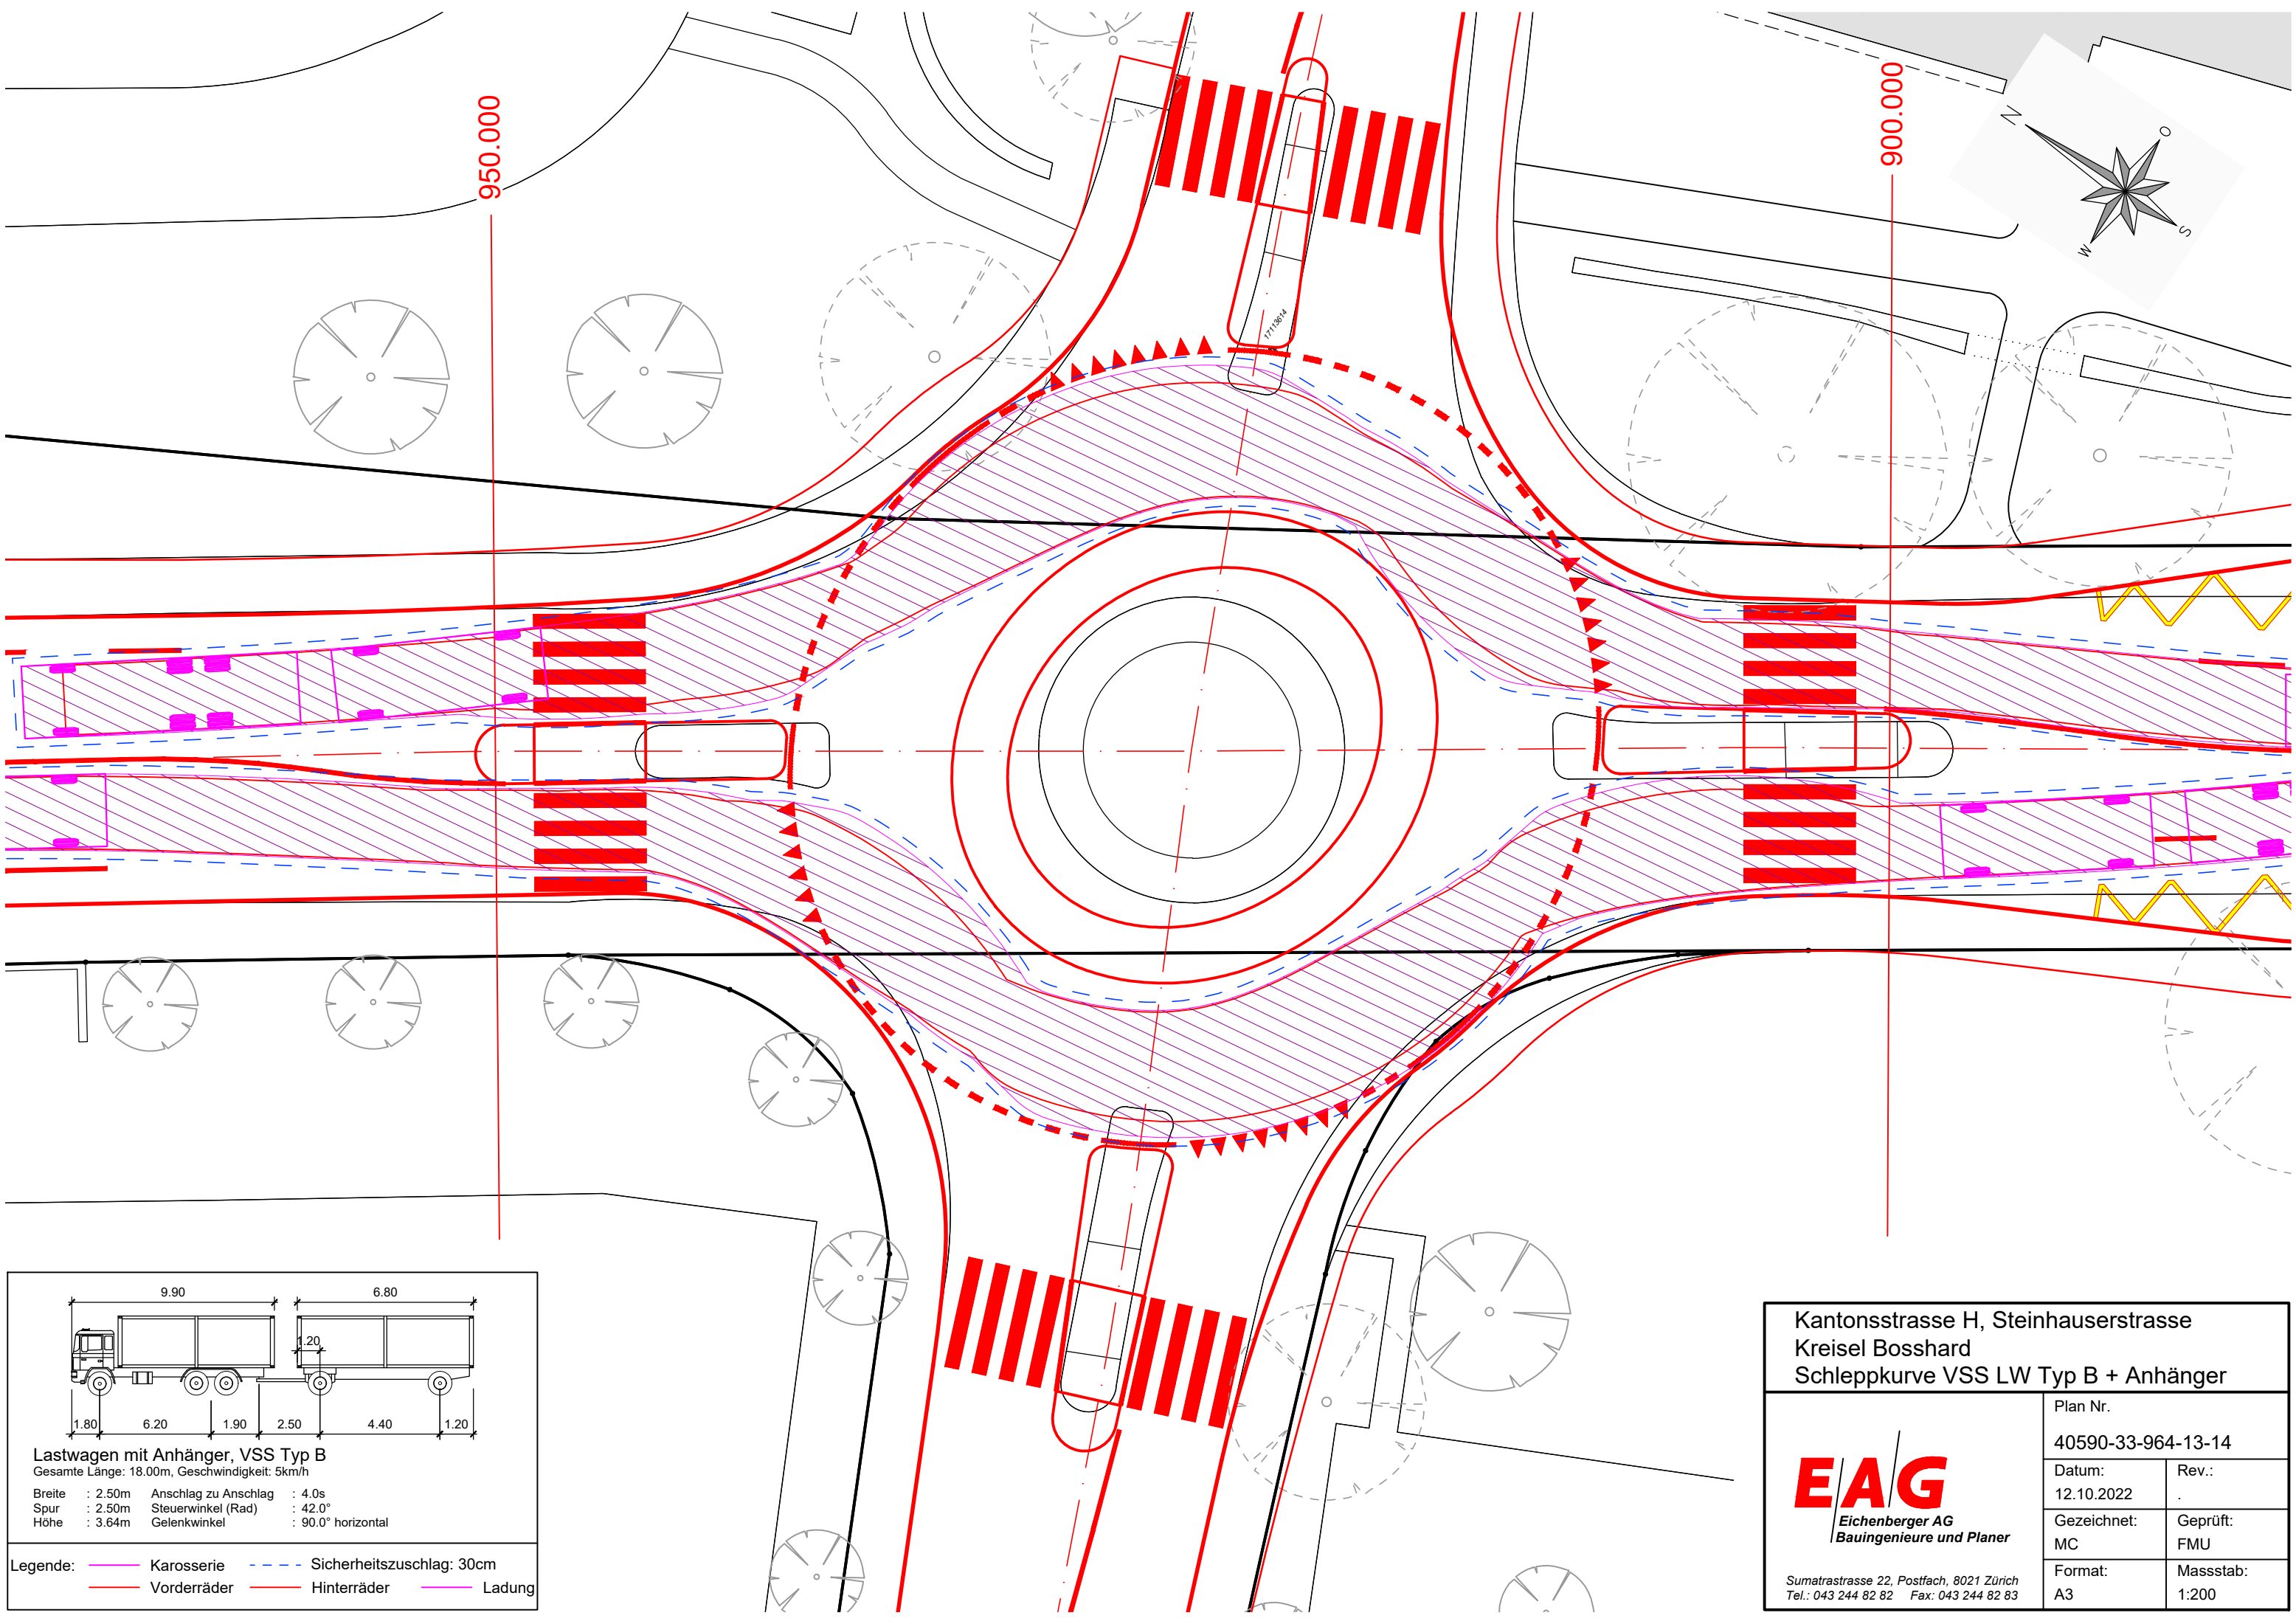 950.000
900.000
N
O
S
W
17113614
9.90
6.80
1.20
1.80
6.20
1.90
2.50
4.40
1.20
Lastwagen mit Anhänger, VSS Typ B
Gesamte Länge: 18.00m, Geschwindigkeit: 5km/h
Breite : 2.50m Anschlag zu Anschlag : 4.0s
Spur : 2.50m Steuerwinkel (Rad) : 42.0°
Höhe : 3.64m Gelenkwinkel : 90.0° horizontal
Legende: Karosserie Sicherheitszuschlag: 30cm
Vorderräder Hinterräder Ladung
Kantonsstrasse H, Steinhauserstrasse
Kreisel Bosshard
Schleppkurve VSS LW Typ B + Anhänger
E/A/G
Eichenberger AG
Bauingenieure und Planer
Sumatrastrasse 22, Postfach, 8021 Zürich
Tel.: 043 244 82 82 Fax: 043 244 82 83
Plan Nr.
40590-33-964-13-14
Datum: Rev.:
12.10.2022 .
Gezeichnet: Geprüft:
MC FMU
Format: Massstab:
A3 1:200